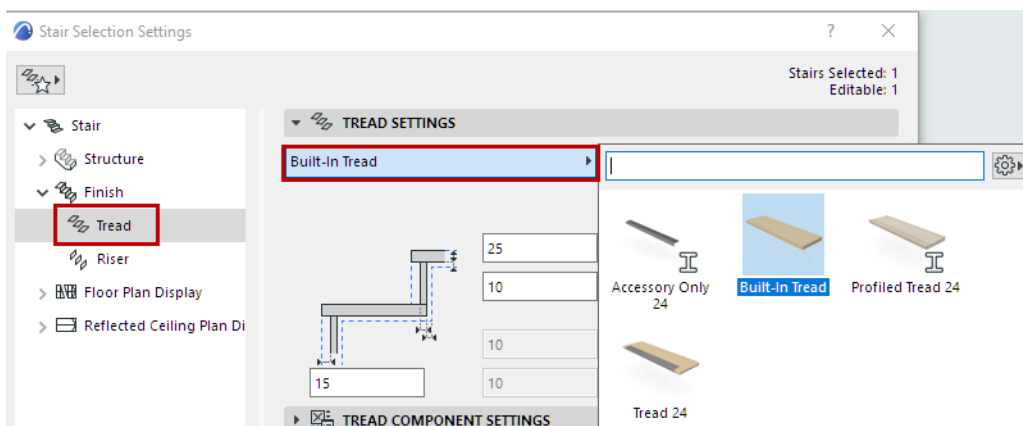 Stair Selection Settings
?
Stairs Selected: 1
Editable: 1
Stair
Structure
Finish
Tread
Riser
Floor Plan Display
Reflected Ceiling Plan Di
TREAD SETTINGS
Built-In Tread
25
10
10
15
10
TREAD COMPONENT SETTINGS
Accessory Only
24
Built-In Tread
Profiled Tread 24
Tread 24